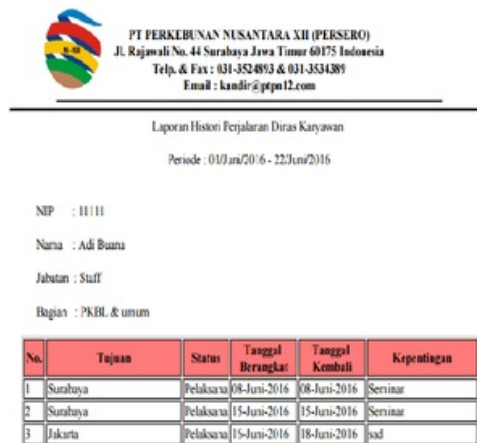 N-XII
PT PERKEBUNAN NUSANTARA XII (PERSERO)
Jl. Rajawali No. 44 Surabaya Jawa Timur 60175 Indonesia
Telp. & Fax : 031-3524893 & 031-3534389
Email : kandir@ptpn12.com
Laporan Histori Perjalanan Dinas Karyawan
Periode : 01/Juni/2016 - 22/Juni/2016
NIP : 11111
Nama : Adi Buana
Jabatan : Staff
Bagian : PKBL & umum
No. Tujuan Status Tanggal Berangkat Tanggal Kembali Kepentingan
1 Surabaya Pelaksana 08-Juni-2016 08-Juni-2016 Seminar
2 Surabaya Pelaksana 15-Juni-2016 15-Juni-2016 Seminar
3 Jakarta Pelaksana 15-Juni-2016 18-Juni-2016 sad